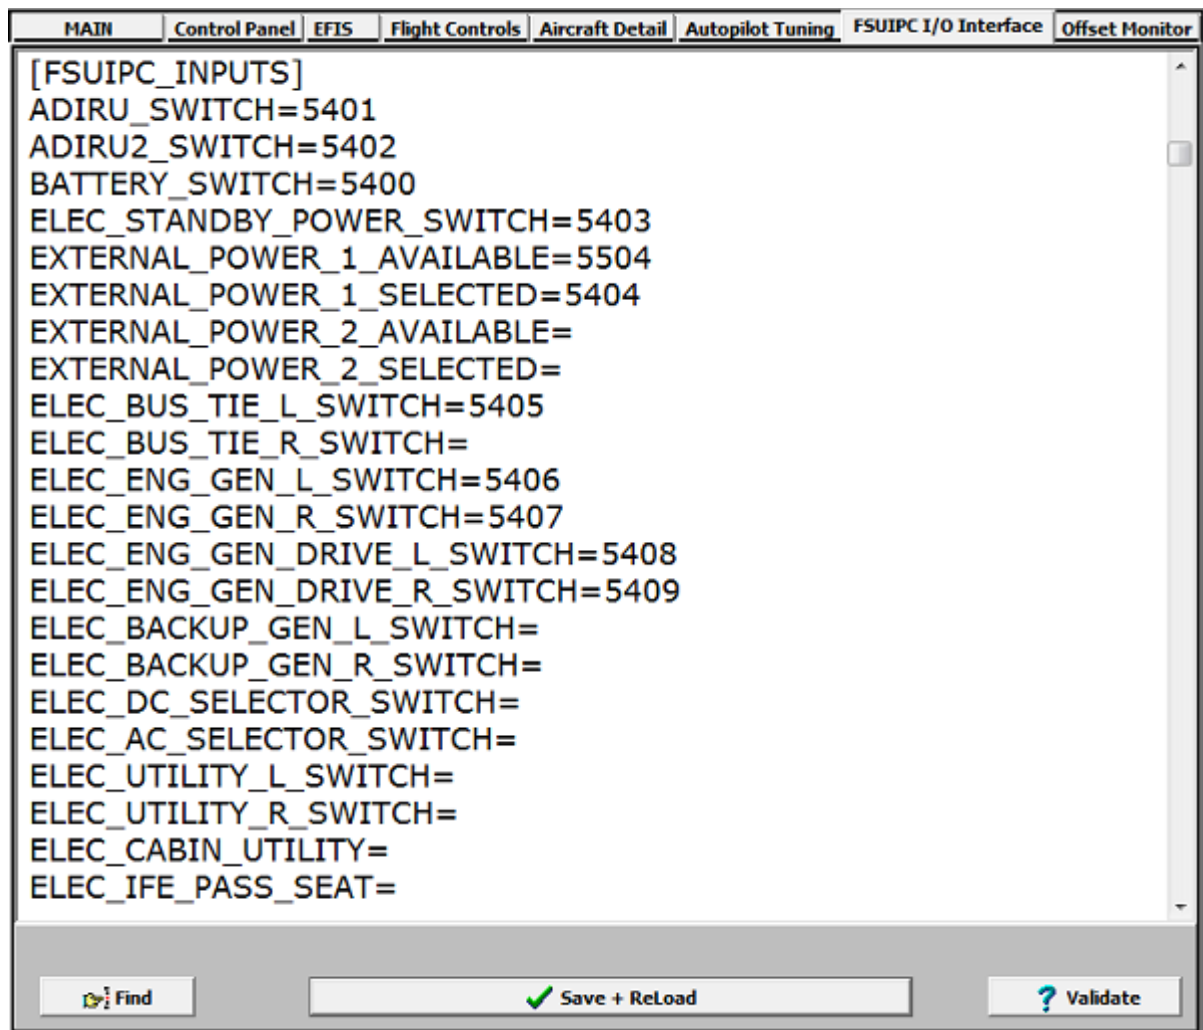 MAIN Control Panel EFIS Flight Controls Aircraft Detail Autopilot Tuning FSUIPC I/O Interface Offset Monitor
[FSUIPC_INPUTS]
ADIRU_SWITCH=5401
ADIRU2_SWITCH=5402
BATTERY_SWITCH=5400
ELEC_STANDBY_POWER_SWITCH=5403
EXTERNAL_POWER_1_AVAILABLE=5504
EXTERNAL_POWER_1_SELECTED=5404
EXTERNAL_POWER_2_AVAILABLE=
EXTERNAL_POWER_2_SELECTED=
ELEC_BUS_TIE_L_SWITCH=5405
ELEC_BUS_TIE_R_SWITCH=
ELEC_ENG_GEN_L_SWITCH=5406
ELEC_ENG_GEN_R_SWITCH=5407
ELEC_ENG_GEN_DRIVE_L_SWITCH=5408
ELEC_ENG_GEN_DRIVE_R_SWITCH=5409
ELEC_BACKUP_GEN_L_SWITCH=
ELEC_BACKUP_GEN_R_SWITCH=
ELEC_DC_SELECTOR_SWITCH=
ELEC_AC_SELECTOR_SWITCH=
ELEC_UTILITY_L_SWITCH=
ELEC_UTILITY_R_SWITCH=
ELEC_CABIN_UTILITY=
ELEC_IFE_PASS_SEAT=
Find Save + ReLoad Validate